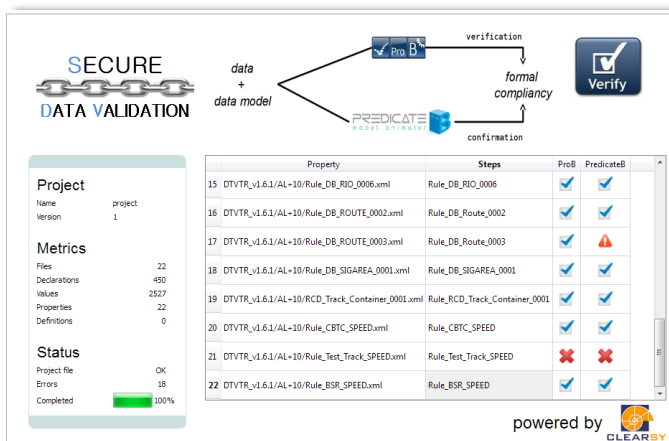 SECURE
DATA VALIDATION
data
+
data model
Pro B
verification
PREDICATE B
model animator
confirmation
formal
compliancy
Verify
Project
Name project
Version 1
Metrics
Files 22
Declarations 450
Values 2527
Properties 22
Definitions 0
Status
Project file OK
Errors 18
Completed 100%
Property Steps ProB PredicateB
15 DTVTR_v1.6.1/AL+10/Rule_DB_RIO_0006.xml Rule_DB_RIO_0006
16 DTVTR_v1.6.1/AL+10/Rule_DB_ROUTE_0002.xml Rule_DB_Route_0002
17 DTVTR_v1.6.1/AL+10/Rule_DB_ROUTE_0003.xml Rule_DB_Route_0003
18 DTVTR_v1.6.1/AL+10/Rule_DB_SIGAREA_0001.xml Rule_DB_SIGAREA_0001
19 DTVTR_v1.6.1/AL+10/RCD_Track_Container_0001.xml Rule_RCD_Track_Container_0001
20 DTVTR_v1.6.1/AL+10/Rule_CBTC_SPEED.xml Rule_CBTC_SPEED
21 DTVTR_v1.6.1/AL+10/Rule_Test_Track_SPEED.xml Rule_Test_Track_SPEED
22 DTVTR_v1.6.1/AL+10/Rule_BSR_SPEED.xml Rule_BSR_SPEED
powered by
CLEARSY